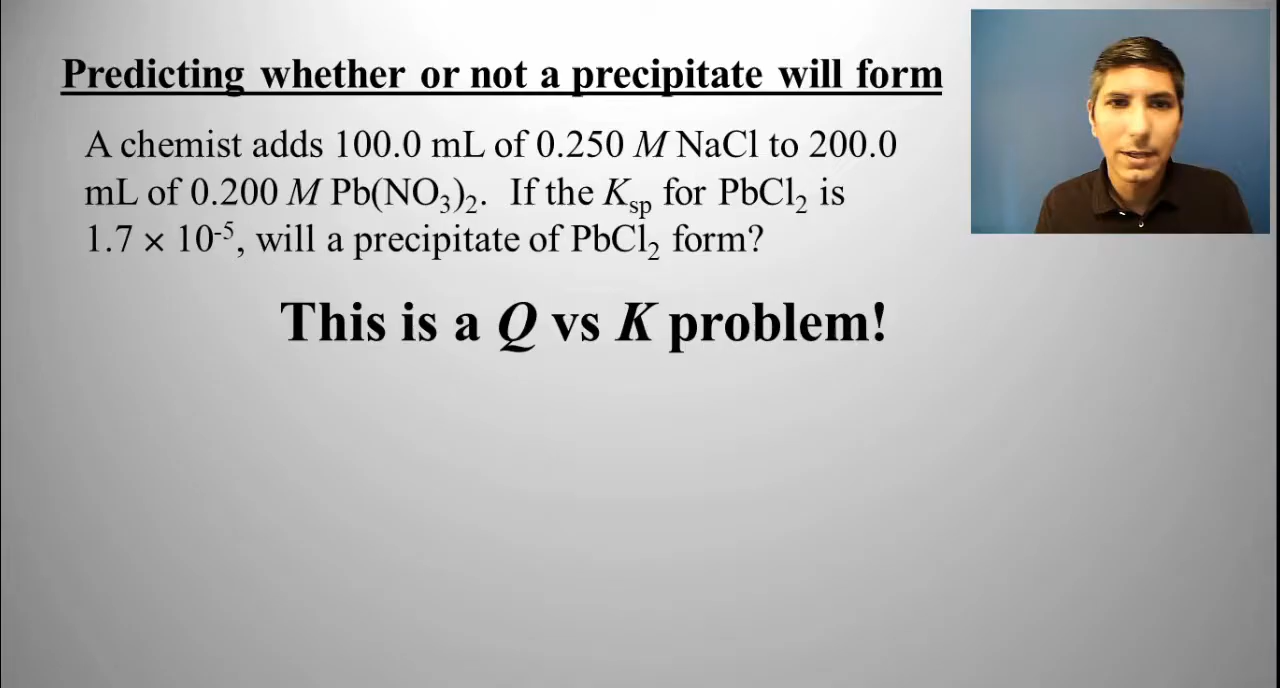 Predicting whether or not a precipitate will form
A chemist adds 100.0 mL of 0.250 M NaCl to 200.0
mL of 0.200 M Pb(NO₃)₂. If the Kₛₚ for PbCl₂ is
1.7 × 10⁻⁵, will a precipitate of PbCl₂ form?
This is a Q vs K problem!